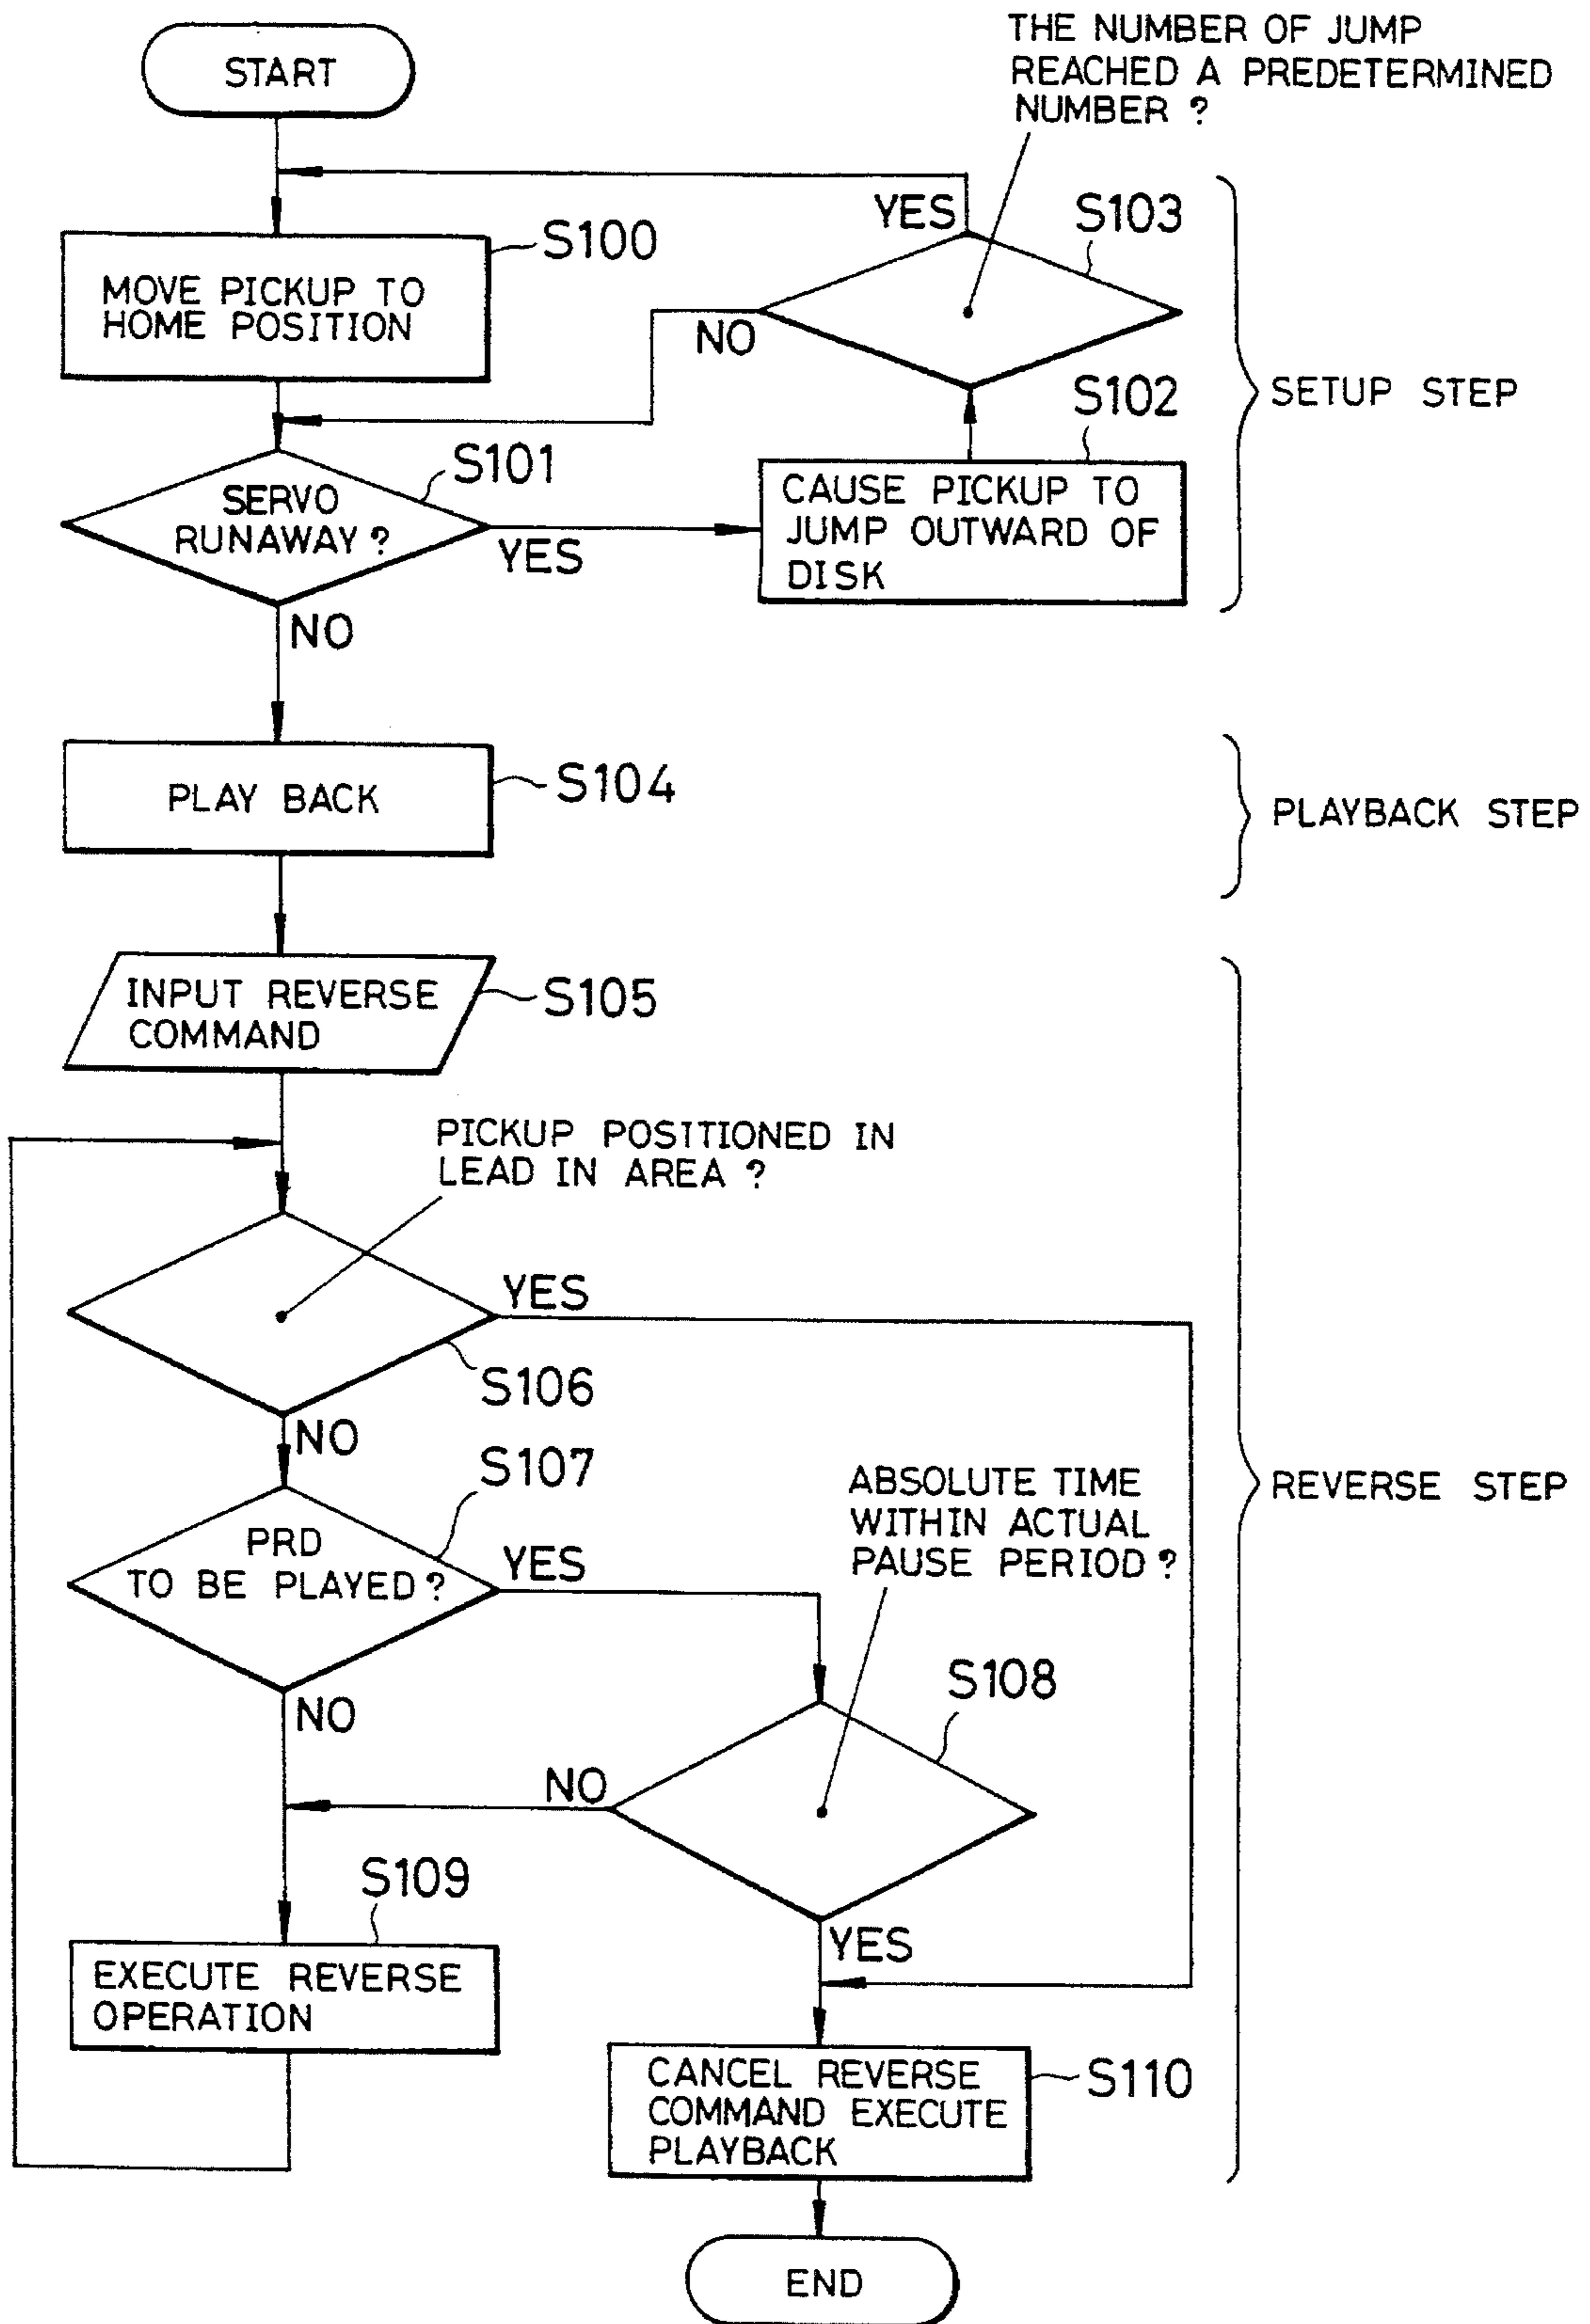 START
THE NUMBER OF JUMP
REACHED A PREDETERMINED
NUMBER ?
YES
S103
S100
MOVE PICKUP TO
HOME POSITION
NO
SETUP STEP
S102
S101
SERVO
RUNAWAY ?
YES
CAUSE PICKUP TO
JUMP OUTWARD OF
DISK
NO
PLAY BACK
S104
PLAYBACK STEP
INPUT REVERSE
COMMAND
S105
PICKUP POSITIONED IN
LEAD IN AREA ?
YES
S106
NO
S107
PRD
TO BE PLAYED ?
YES
ABSOLUTE TIME
WITHIN ACTUAL
PAUSE PERIOD ?
REVERSE STEP
S108
NO
NO
S109
EXECUTE REVERSE
OPERATION
YES
CANCEL REVERSE
COMMAND EXECUTE
PLAYBACK
S110
END